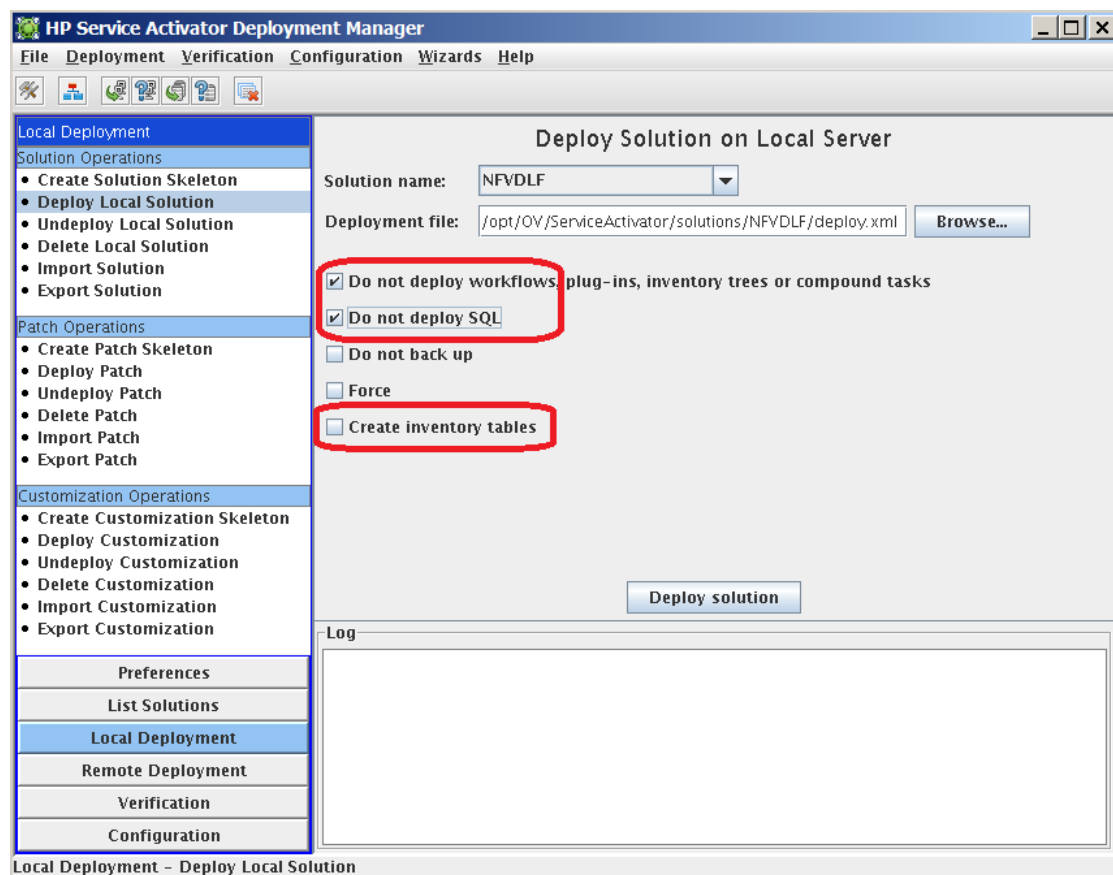 HP Service Activator Deployment Manager
File Deployment Verification Configuration Wizards Help
Local Deployment
Solution Operations
• Create Solution Skeleton
• Deploy Local Solution
• Undeploy Local Solution
• Delete Local Solution
• Import Solution
• Export Solution
Patch Operations
• Create Patch Skeleton
• Deploy Patch
• Undeploy Patch
• Delete Patch
• Import Patch
• Export Patch
Customization Operations
• Create Customization Skeleton
• Deploy Customization
• Undeploy Customization
• Delete Customization
• Import Customization
• Export Customization
Preferences
List Solutions
Local Deployment
Remote Deployment
Verification
Configuration
Deploy Solution on Local Server
Solution name: NFVDLF
Deployment file: /opt/OV/ServiceActivator/solutions/NFVDLF/deploy.xml Browse...
Do not deploy workflows, plug-ins, inventory trees or compound tasks
Do not deploy SQL
Do not back up
Force
Create inventory tables
Deploy solution
Log
Local Deployment - Deploy Local Solution